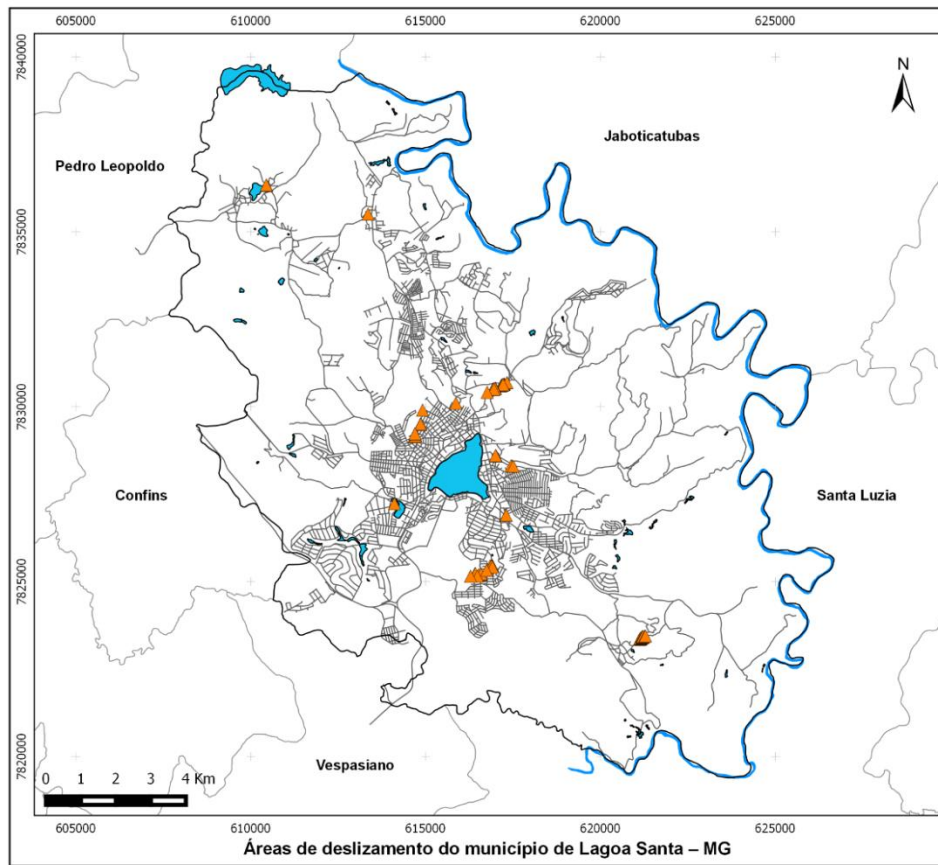 605000 610000 615000 620000 625000
7840000
N
Jaboticatubas
Pedro Leopoldo
7835000
7830000
Confins
Santa Luzia
7825000
7820000
Vespasiano
0 1 2 3 4 Km
605000 610000 615000 620000 625000
Áreas de deslizamento do município de Lagoa Santa – MG